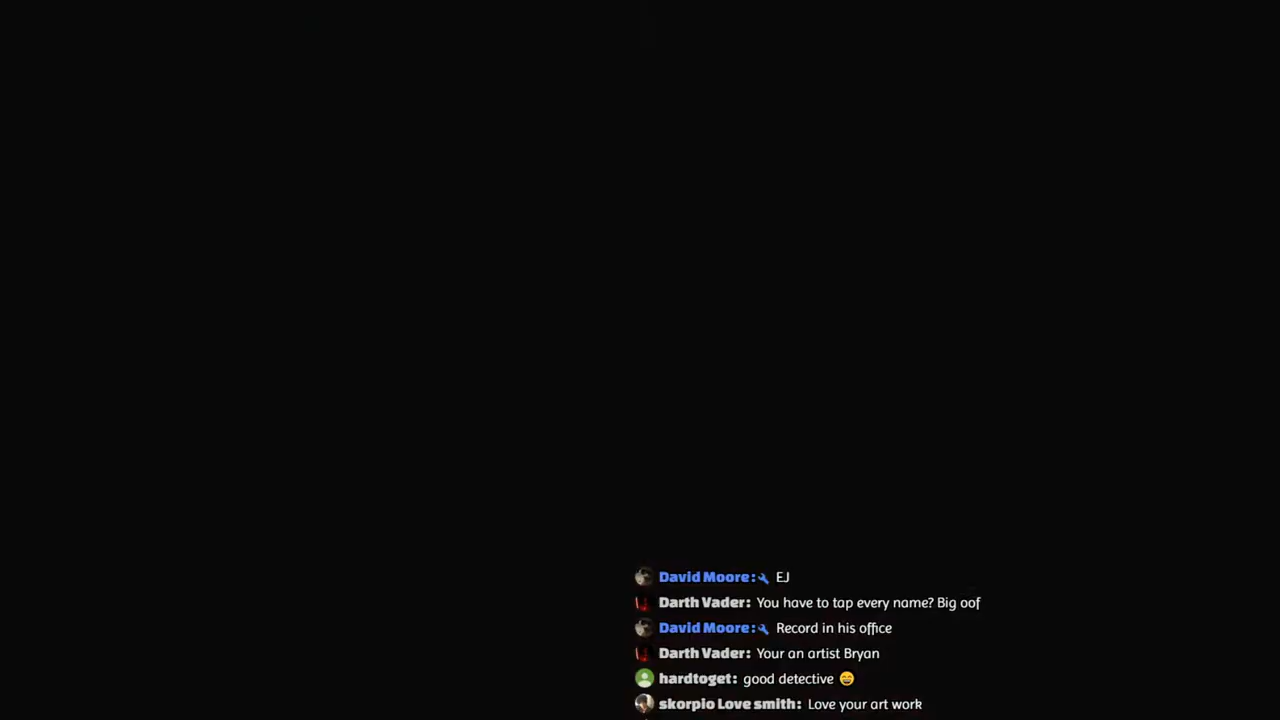 David Moore: EJ
Darth Vader: You have to tap every name? Big oof
David Moore: Record in his office
Darth Vader: Your an artist Bryan
hardtoget: good detective 😄
skorpio Love smith: Love your art work